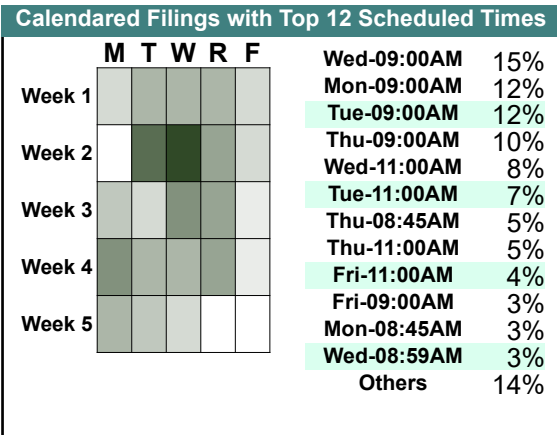 Calendared Filings with Top 12 Scheduled Times
M T W R F
Week 1
Week 2
Week 3
Week 4
Week 5
Wed-09:00AM 15%
Mon-09:00AM 12%
Tue-09:00AM 12%
Thu-09:00AM 10%
Wed-11:00AM 8%
Tue-11:00AM 7%
Thu-08:45AM 5%
Thu-11:00AM 5%
Fri-11:00AM 4%
Fri-09:00AM 3%
Mon-08:45AM 3%
Wed-08:59AM 3%
Others 14%